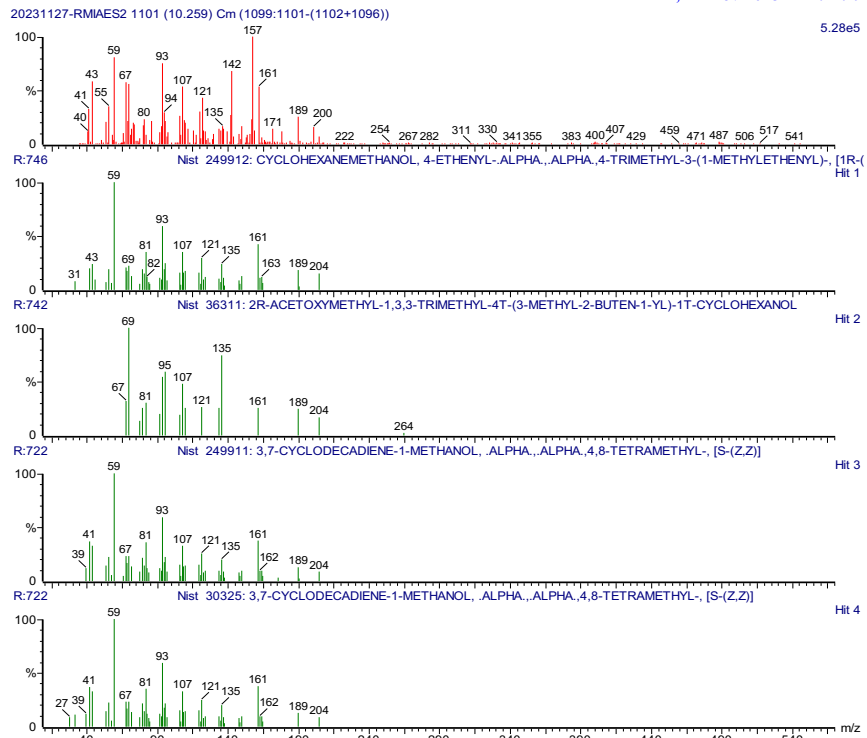 20231127-RMIAES2 1101 (10.259) Cm (1099:1101-(1102+1096))
5.28e5
100
%
0
40 41 43 55 59 67 80 93 94 107 121 135 142 157 161 171 189 200 222 254 267 282 311 330 341 355 383 400 407 429 459 471 487 506 517 541
R:746 Nist 249912: CYCLOHEXANEMETHANOL, 4-ETHENYL-.ALPHA.,.ALPHA.,4-TRIMETHYL-3-(1-METHYLETHENYL)-, [1R-(
Hit 1
100
%
0
31 43 59 69 81 82 93 107 121 135 161 163 189 204
R:742 Nist 36311: 2R-ACETOXYMETHYL-1,3,3-TRIMETHYL-4T-(3-METHYL-2-BUTEN-1-YL)-1T-CYCLOHEXANOL
Hit 2
100
%
0
67 69 81 95 107 121 135 161 189 204 264
R:722 Nist 249911: 3,7-CYCLODECADIENE-1-METHANOL, .ALPHA.,.ALPHA.,4,8-TETRAMETHYL-, [S-(Z,Z)]
Hit 3
100
%
0
39 41 59 67 81 93 107 121 135 161 162 189 204
R:722 Nist 30325: 3,7-CYCLODECADIENE-1-METHANOL, .ALPHA.,.ALPHA.,4,8-TETRAMETHYL-, [S-(Z,Z)]
Hit 4
100
%
0
27 39 41 59 67 81 93 107 121 135 161 162 189 204
m/z